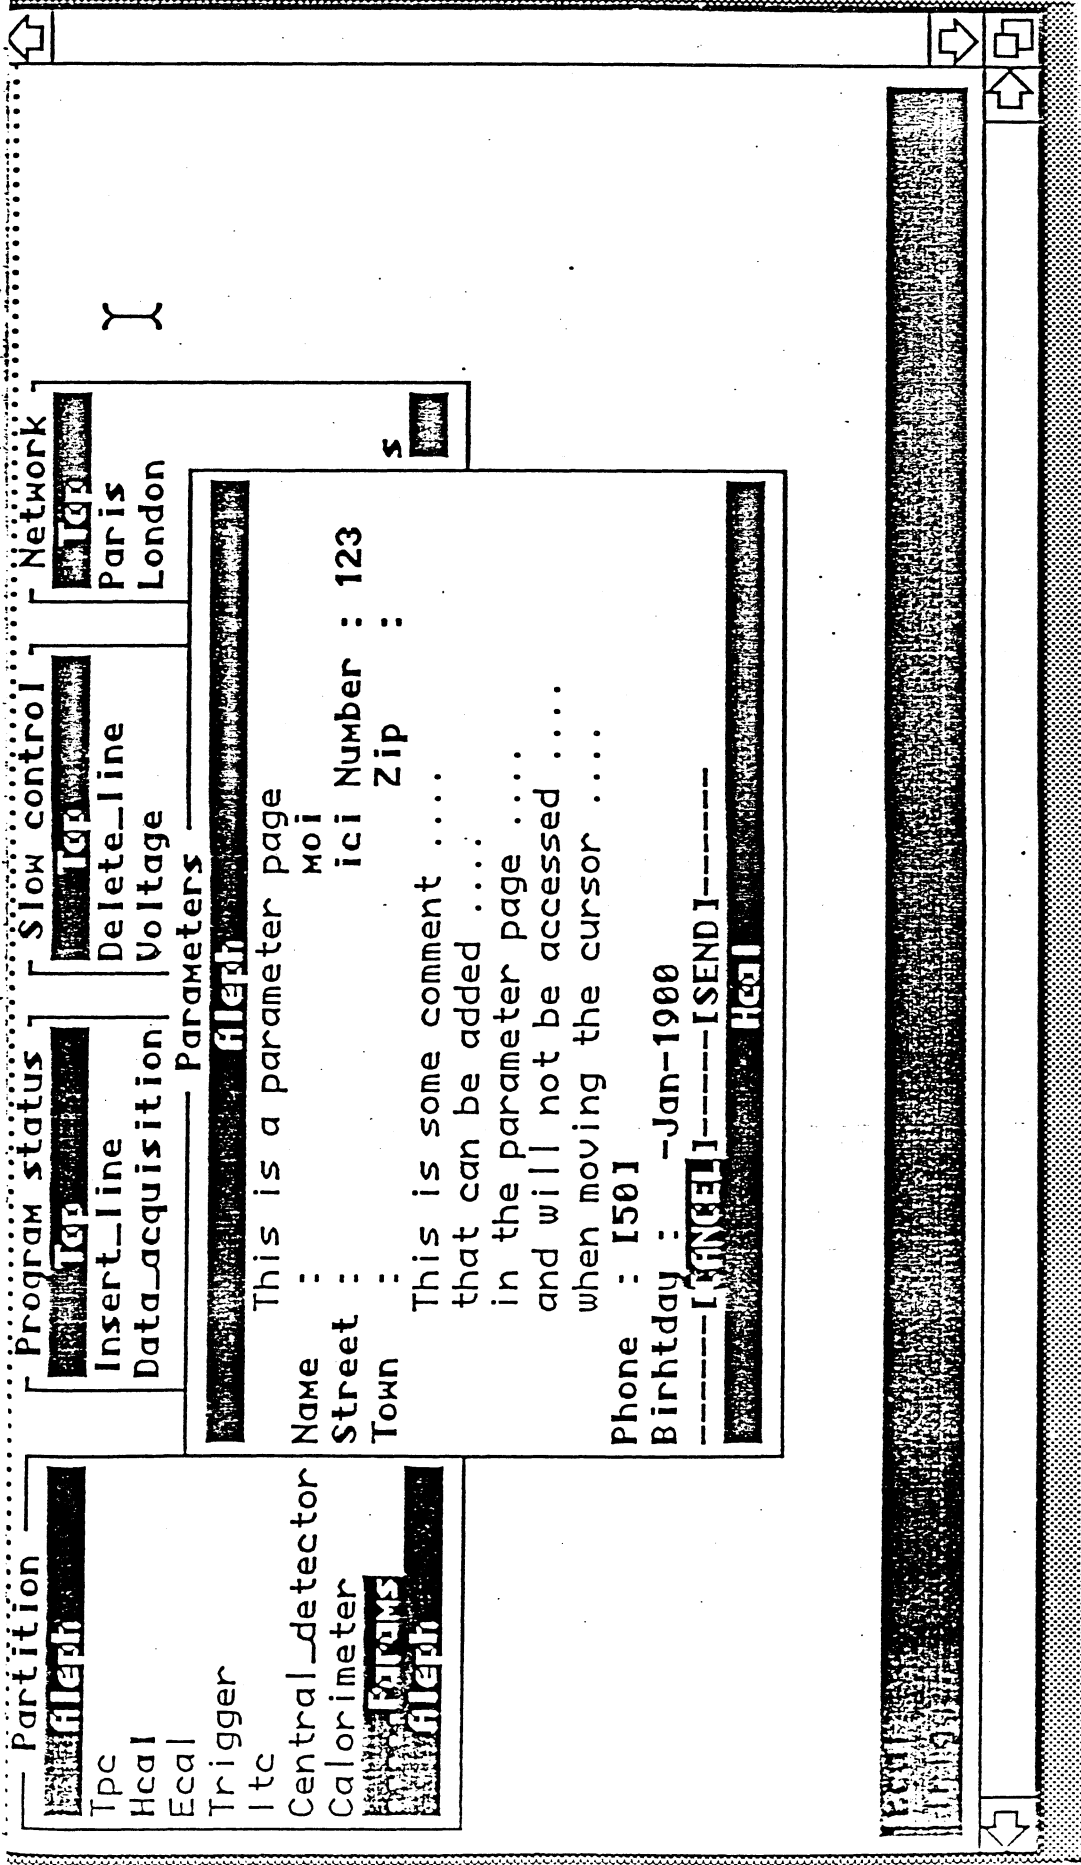 Partition
Aleph
Tpc
Hcal
Ecal
Trigger
Itc
Central_detector
Calorimeter
Params
Aleph
Program status
Top
Insert_line
Data_acquisition
Slow control
Top
Delete_line
Voltage
Network
Top
Paris
London
s
Parameters
Aleph
This is a parameter page
Name : moi
Street : ici Number : 123
Town : Zip :
This is some comment ....
that can be added ....
in the parameter page ....
and will not be accessed ....
when moving the cursor ....
Phone : [50]
Birhtday : -Jan-1900
------[CANCEL]-----[SEND]------
Hcal